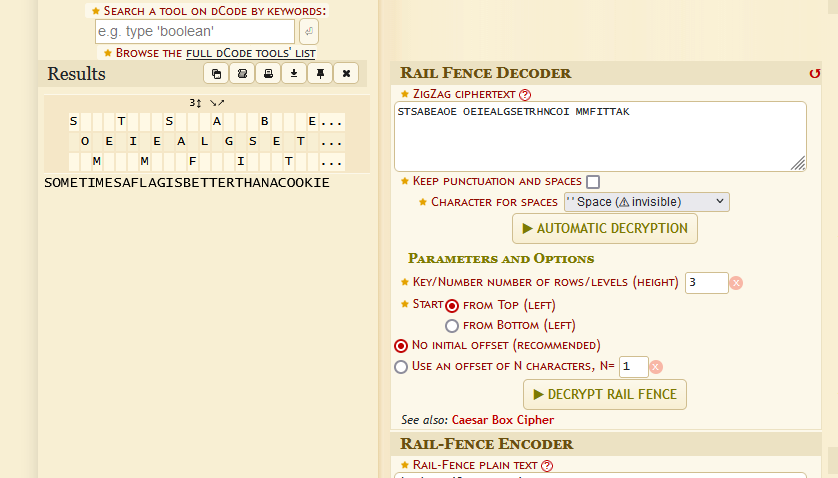 ★ Search a tool on dCode by keywords:
e.g. type 'boolean'
★ Browse the full dCode tools' list
Results
3↕ ↘↗
S T S A B E...
O E I E A L G S E T ...
M M F I T ...
SOMETIMESAFLAGISBETTERTHANACOOKIE
Rail Fence Decoder
★ ZigZag ciphertext ?
STSABEAOE OEIEALGSETRHNCOI MMFITTAK
★ Keep punctuation and spaces
★ Character for spaces ' ' Space (⚠ invisible)
▶ AUTOMATIC DECRYPTION
Parameters and Options
★ Key/Number number of rows/levels (height) 3 x
★ Start from Top (left)
from Bottom (left)
No initial offset (recommended)
Use an offset of N characters, N= 1 x
▶ DECRYPT RAIL FENCE
See also: Caesar Box Cipher
Rail-Fence Encoder
★ Rail-Fence plain text ?